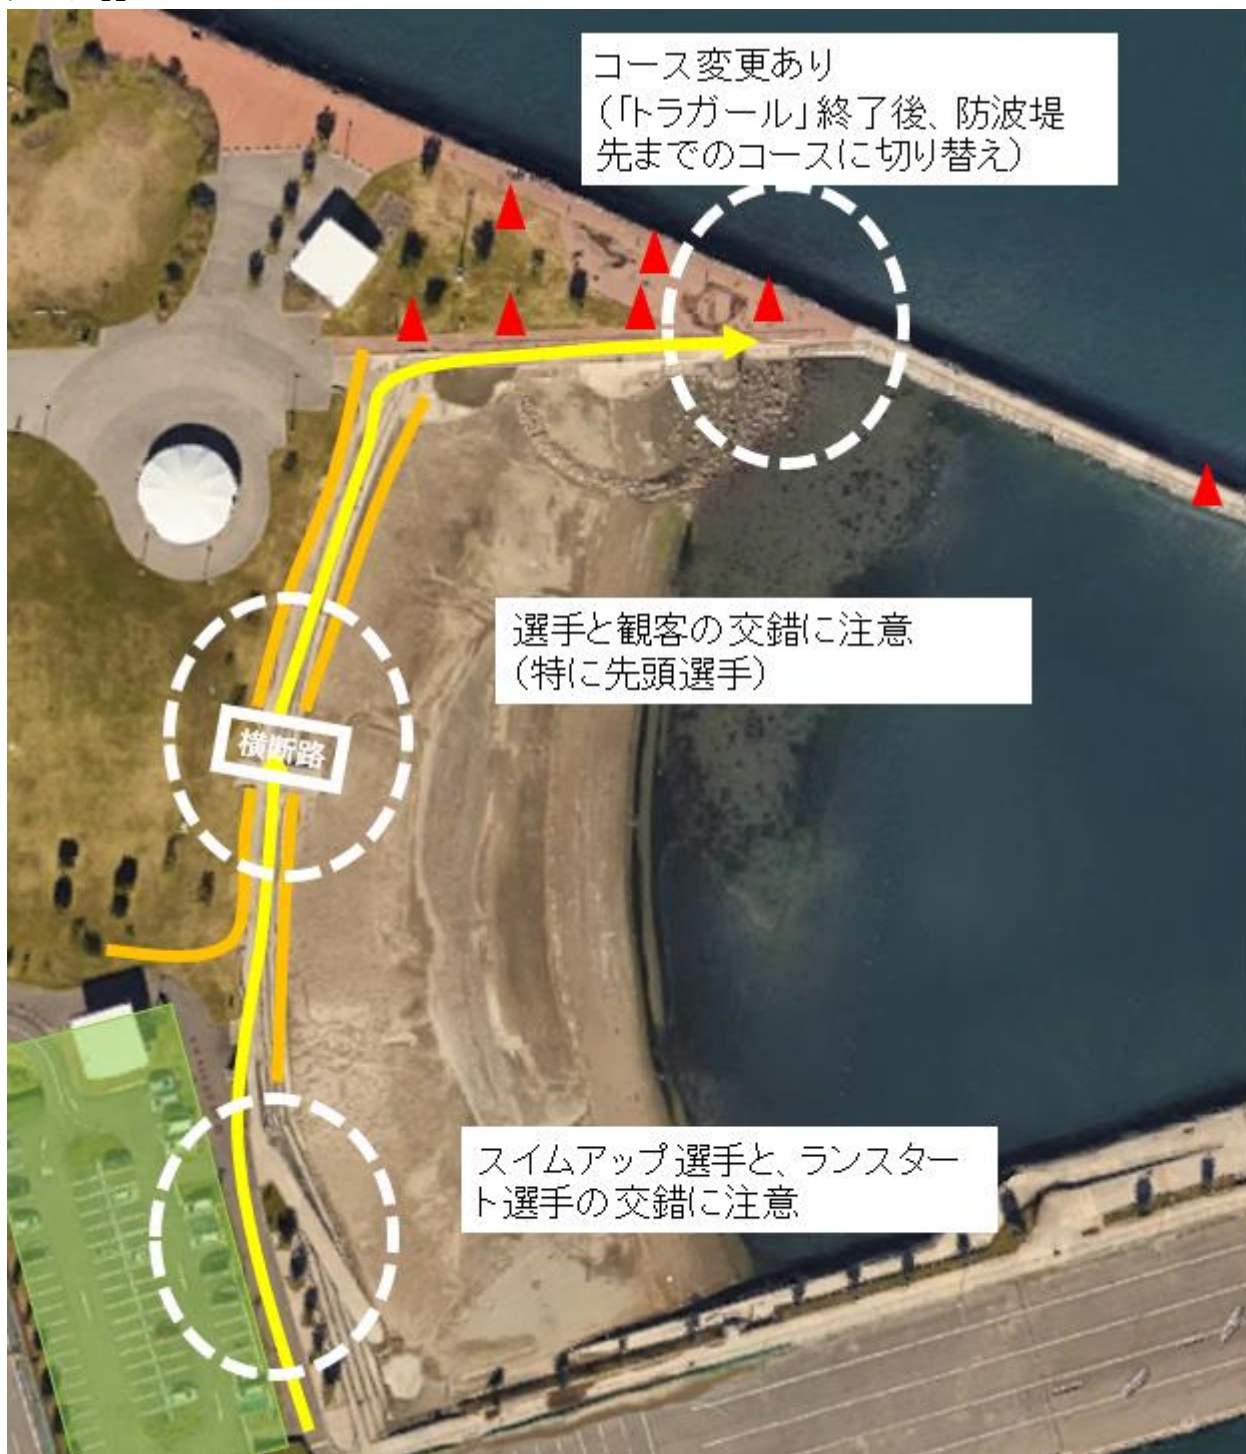 コース変更あり
(「トラガール」終了後、防波堤
先までのコースに切り替え)
選手と観客の交錯に注意
(特に先頭選手)
横断路
スイムアップ選手と、ランスター
ト選手の交錯に注意